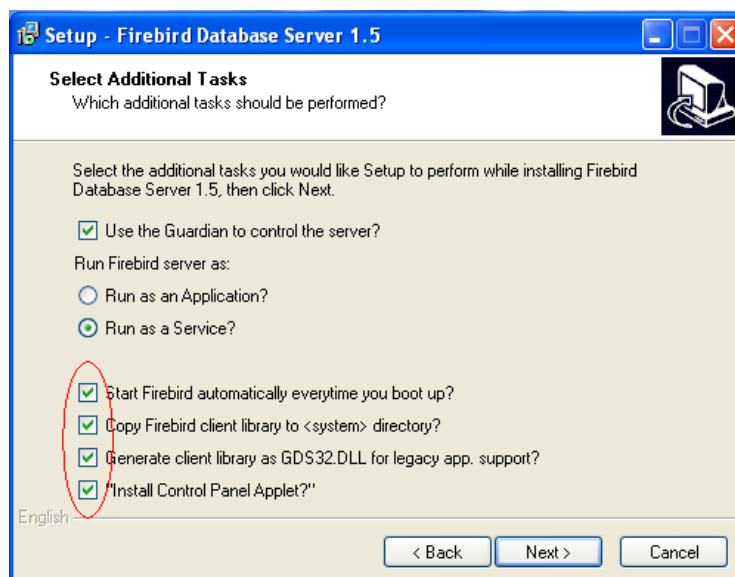 Setup - Firebird Database Server 1.5
Select Additional Tasks
Which additional tasks should be performed?
Select the additional tasks you would like Setup to perform while installing Firebird
Database Server 1.5, then click Next.
Use the Guardian to control the server?
Run Firebird server as:
Run as an Application?
Run as a Service?
Start Firebird automatically everytime you boot up?
Copy Firebird client library to <system> directory?
Generate client library as GDS32.DLL for legacy app. support?
"Install Control Panel Applet?"
English
< Back
Next >
Cancel